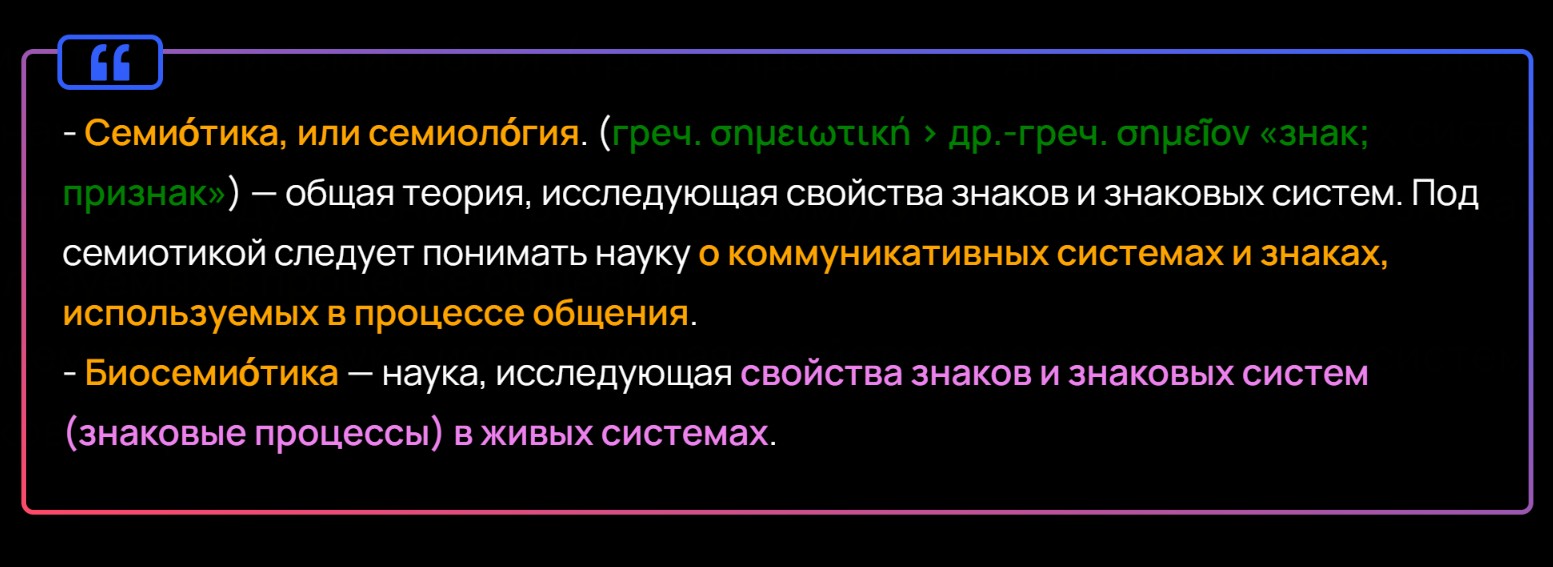 - Семио́тика, или семиоло́гия. (греч. σημειωτική > др.-греч. σημεῖον «знак;
признак») — общая теория, исследующая свойства знаков и знаковых систем. Под
семиотикой следует понимать науку о коммуникативных системах и знаках,
используемых в процессе общения.
- Биосемио́тика — наука, исследующая свойства знаков и знаковых систем
(знаковые процессы) в живых системах.